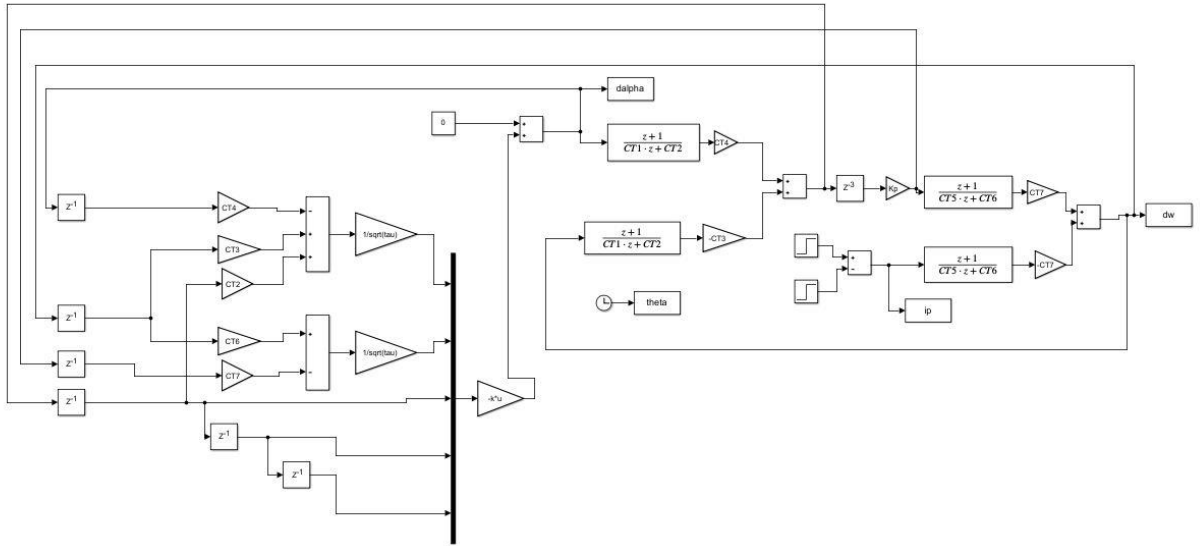 dalpha
0
z+1
CT1·z+CT2
CT4
z⁻³
Kp
z+1
CT5·z+CT6
CT7
dw
z⁻¹
CT4
1/sqrt(tau)
CT3
CT2
z+1
CT1·z+CT2
-CT3
z+1
CT5·z+CT6
-CT7
theta
ip
z⁻¹
CT6
1/sqrt(tau)
z⁻¹
CT7
z⁻¹
-k*u
z⁻¹
z⁻¹